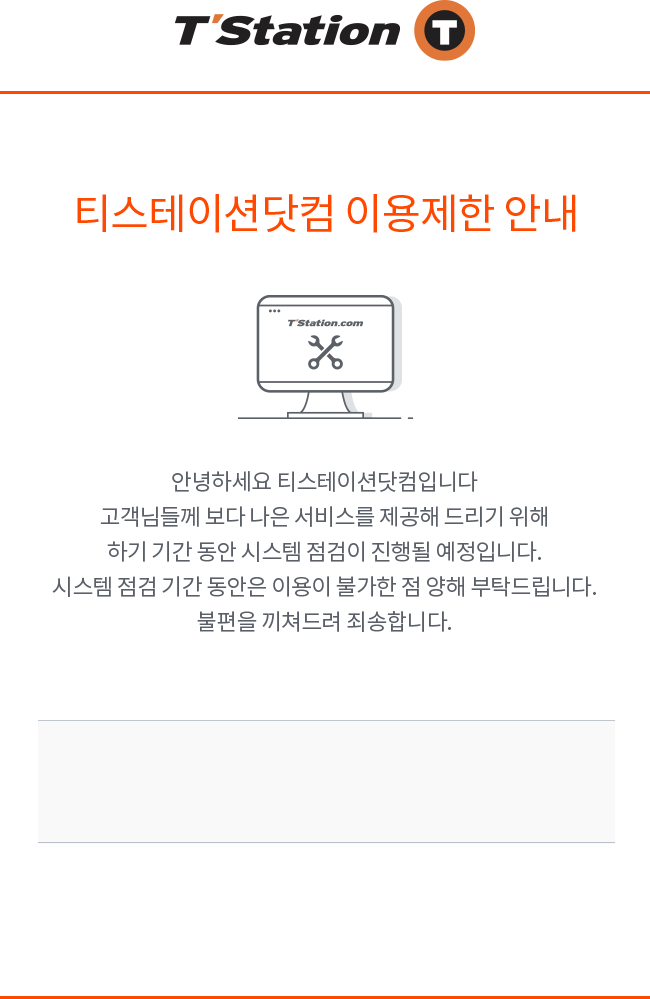 T'Station T
티스테이션닷컴 이용제한 안내
T'Station.com
안녕하세요 티스테이션닷컴입니다
고객님들께 보다 나은 서비스를 제공해 드리기 위해
하기 기간 동안 시스템 점검이 진행될 예정입니다.
시스템 점검 기간 동안은 이용이 불가한 점 양해 부탁드립니다.
불편을 끼쳐드려 죄송합니다.